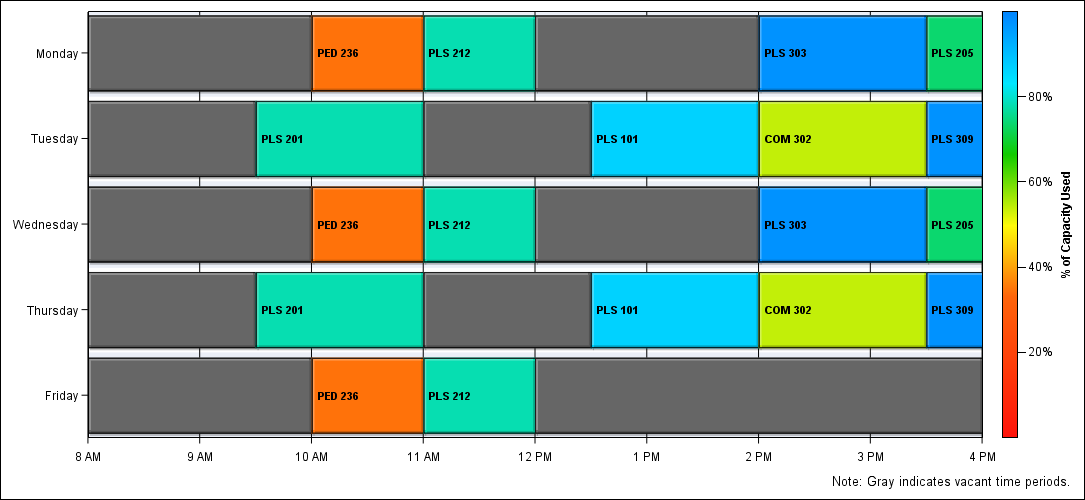 Monday PED 236 PLS 212 PLS 303 PLS 205
80%
Tuesday PLS 201 PLS 101 COM 302 PLS 309
60%
Wednesday PED 236 PLS 212 PLS 303 PLS 205
% of Capacity Used
40%
Thursday PLS 201 PLS 101 COM 302 PLS 309
20%
Friday PED 236 PLS 212
8 AM 9 AM 10 AM 11 AM 12 PM 1 PM 2 PM 3 PM 4 PM
Note: Gray indicates vacant time periods.